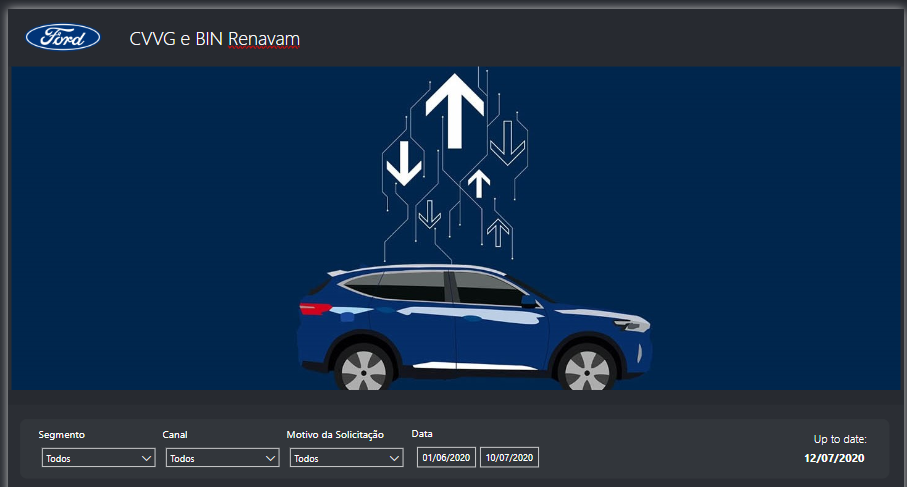 Ford
CVVG e BIN Renavam
Segmento
Canal
Motivo da Solicitação
Data
Todos
Todos
Todos
01/06/2020
10/07/2020
Up to date:
12/07/2020